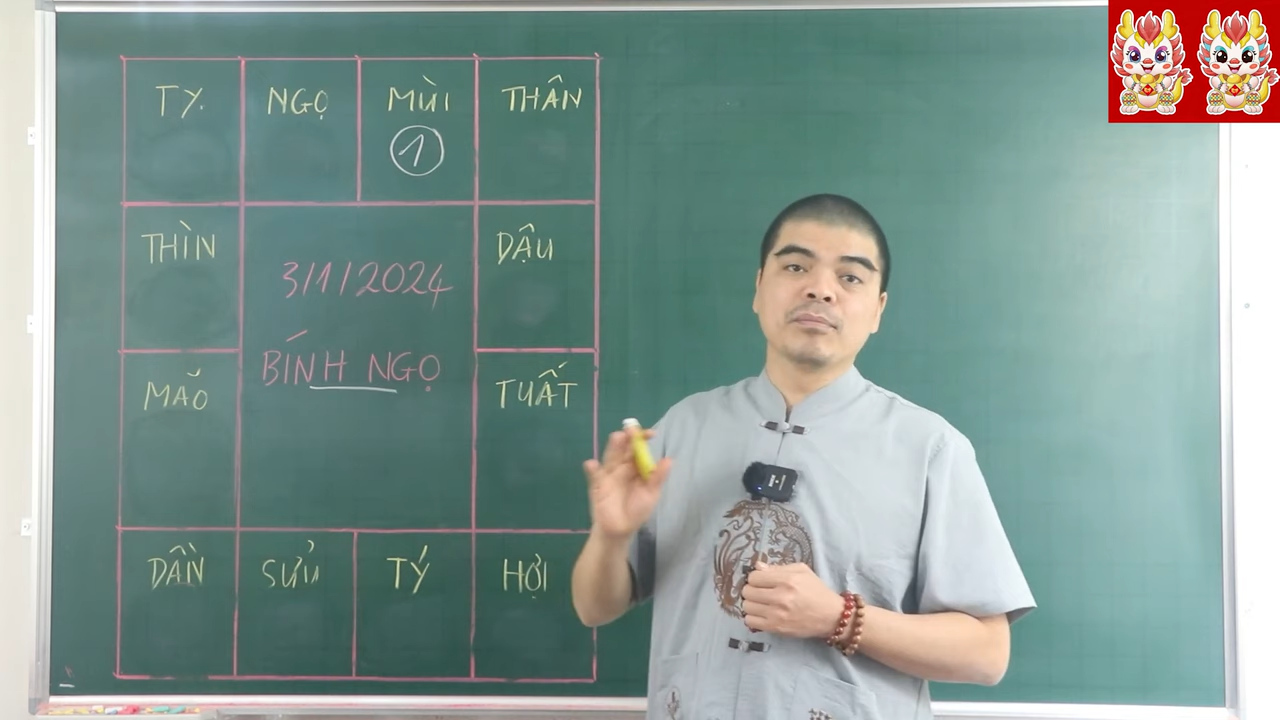 TỴ. NGỌ MÙI THÂN
1
THÌN DẬU
3/1/2024
BÍNH NGỌ
MÃO TUẤT
DẦN SỬU TÝ HỢI